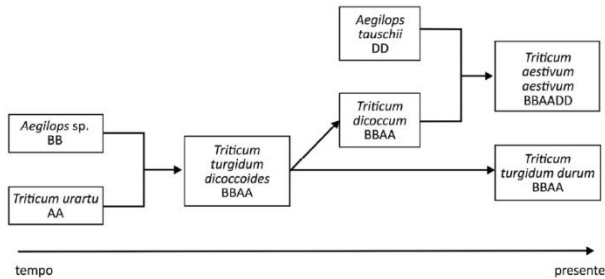 Aegilops
tauschii
DD
Triticum
aestivum
aestivum
BBAADD
Aegilops sp.
BB
Triticum
dicoccum
BBAA
Triticum
turgidum
dicoccoides
BBAA
Triticum
turgidum durum
BBAA
Triticum urartu
AA
tempo
presente